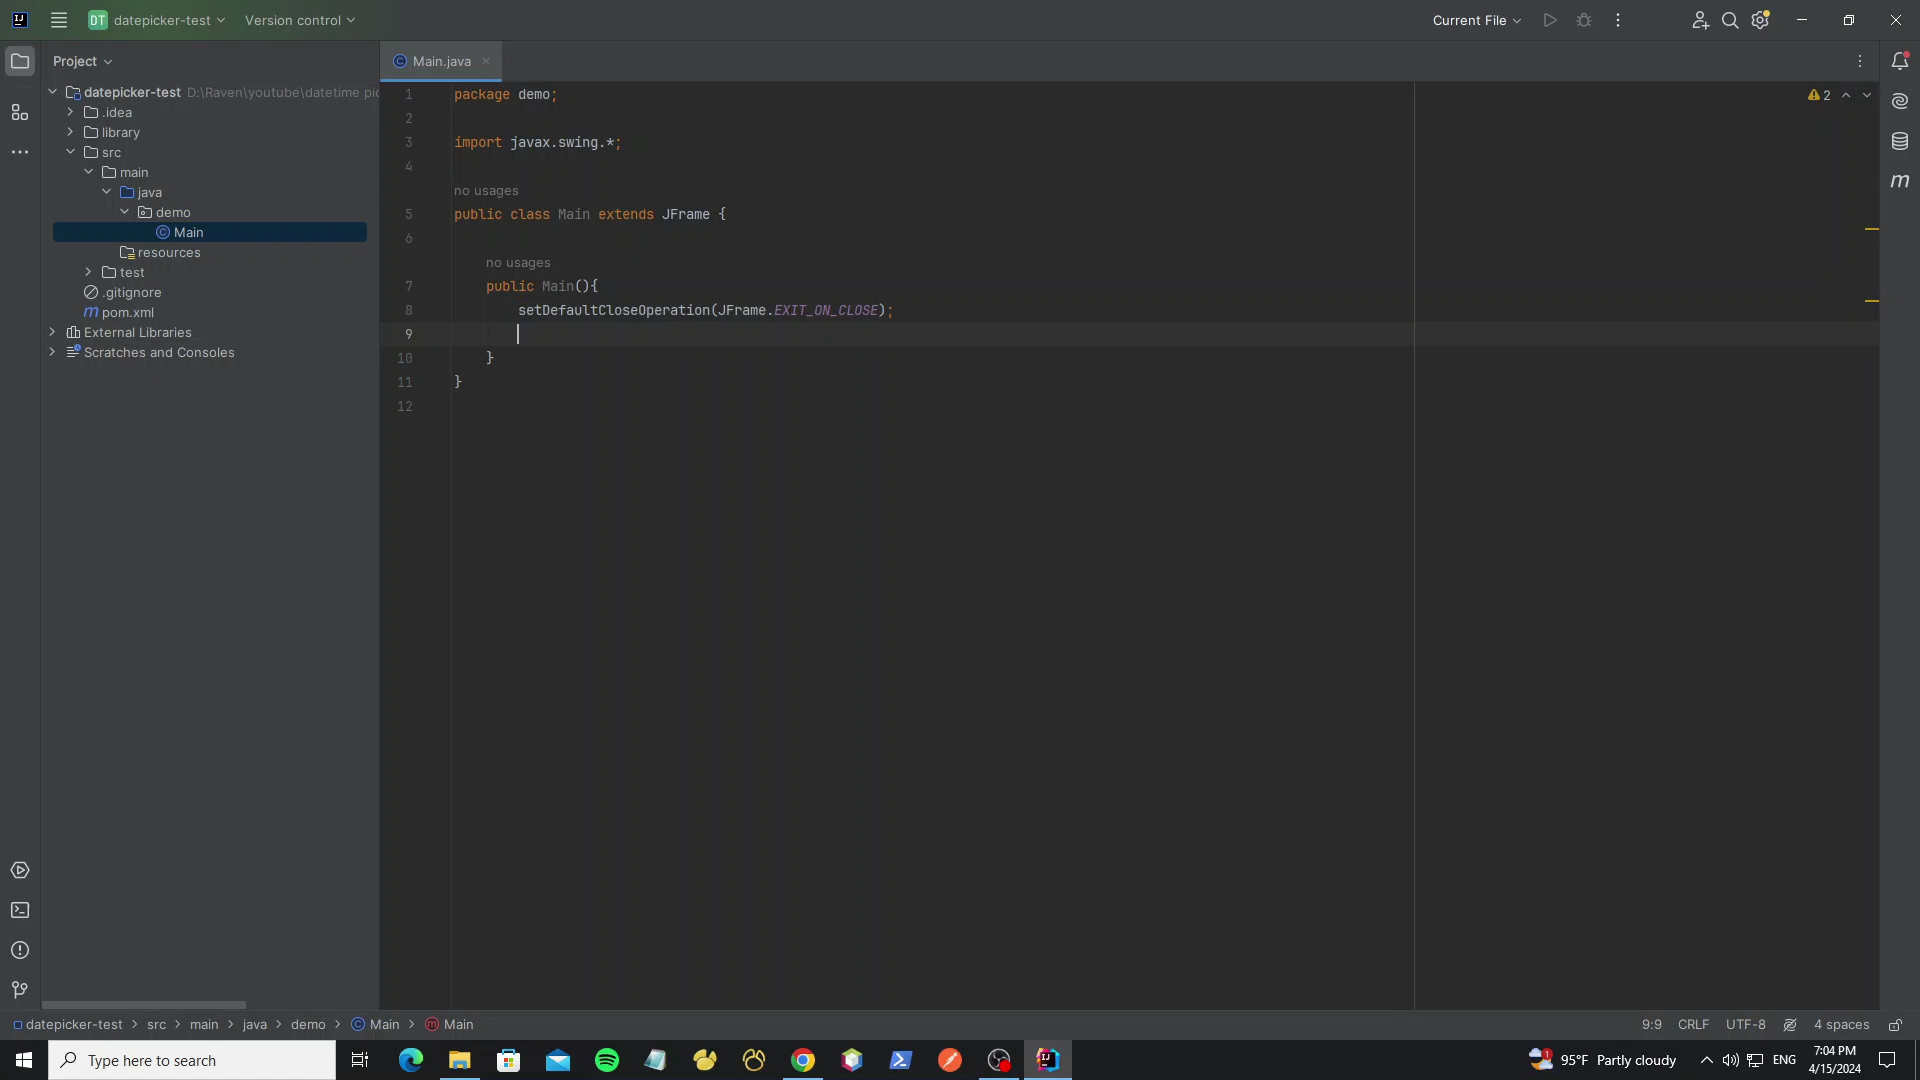 DT datepicker-test Version control Current File
Project
Main.java
datepicker-test D:\Raven\youtube\datetime pic
.idea
library
src
main
java
demo
Main
resources
test
.gitignore
pom.xml
External Libraries
Scratches and Consoles
1 package demo;
2
3 import javax.swing.*;
4
no usages
5 public class Main extends JFrame {
6
no usages
7 public Main(){
8 setDefaultCloseOperation(JFrame.EXIT_ON_CLOSE);
9
10 }
11 }
12
2
m
datepicker-test > src > main > java > demo > Main > Main
9:9 CRLF UTF-8 4 spaces
Type here to search
1 95°F Partly cloudy ENG
7:04 PM
4/15/2024